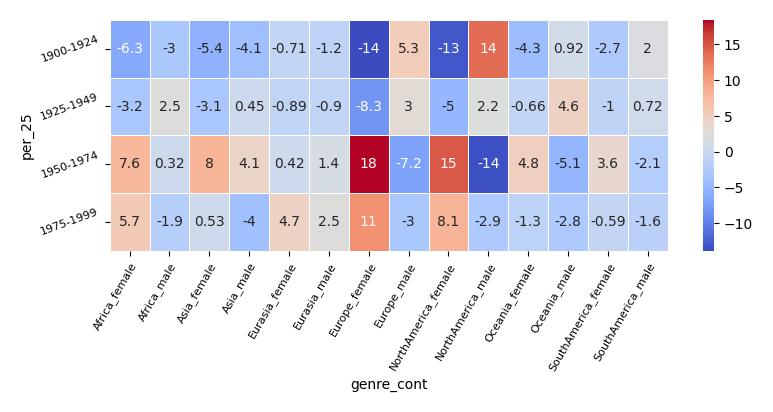 1900-1924 -6.3 -3 -5.4 -4.1 -0.71 -1.2 -14 5.3 -13 14 -4.3 0.92 -2.7 2
1925-1949 -3.2 2.5 -3.1 0.45 -0.89 -0.9 -8.3 3 -5 2.2 -0.66 4.6 -1 0.72
1950-1974 7.6 0.32 8 4.1 0.42 1.4 18 -7.2 15 -14 4.8 -5.1 3.6 -2.1
1975-1999 5.7 -1.9 0.53 -4 4.7 2.5 11 -3 8.1 -2.9 -1.3 -2.8 -0.59 -1.6
per_25
Africa_female
Africa_male
Asia_female
Asia_male
Eurasia_female
Eurasia_male
Europe_female
Europe_male
NorthAmerica_female
NorthAmerica_male
Oceania_female
Oceania_male
SouthAmerica_female
SouthAmerica_male
genre_cont
15
10
5
0
−5
−10